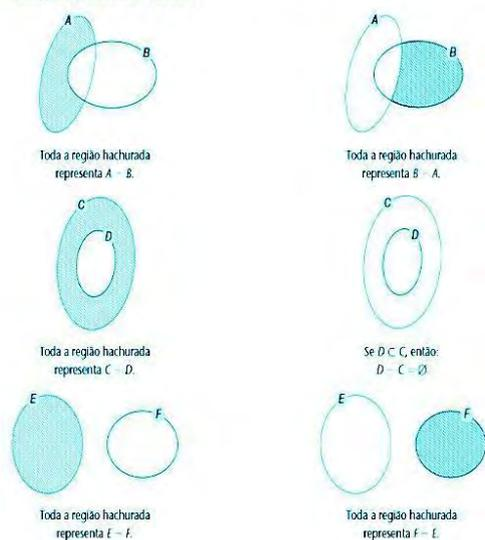 A
B
Toda a região hachurada
representa A − B.
A
B
Toda a região hachurada
representa B − A.
C
D
Toda a região hachurada
representa C − D.
C
D
Se D ⊂ C, então:
D − C = Ø
E
F
Toda a região hachurada
representa E − F.
E
F
Toda a região hachurada
representa F − E.